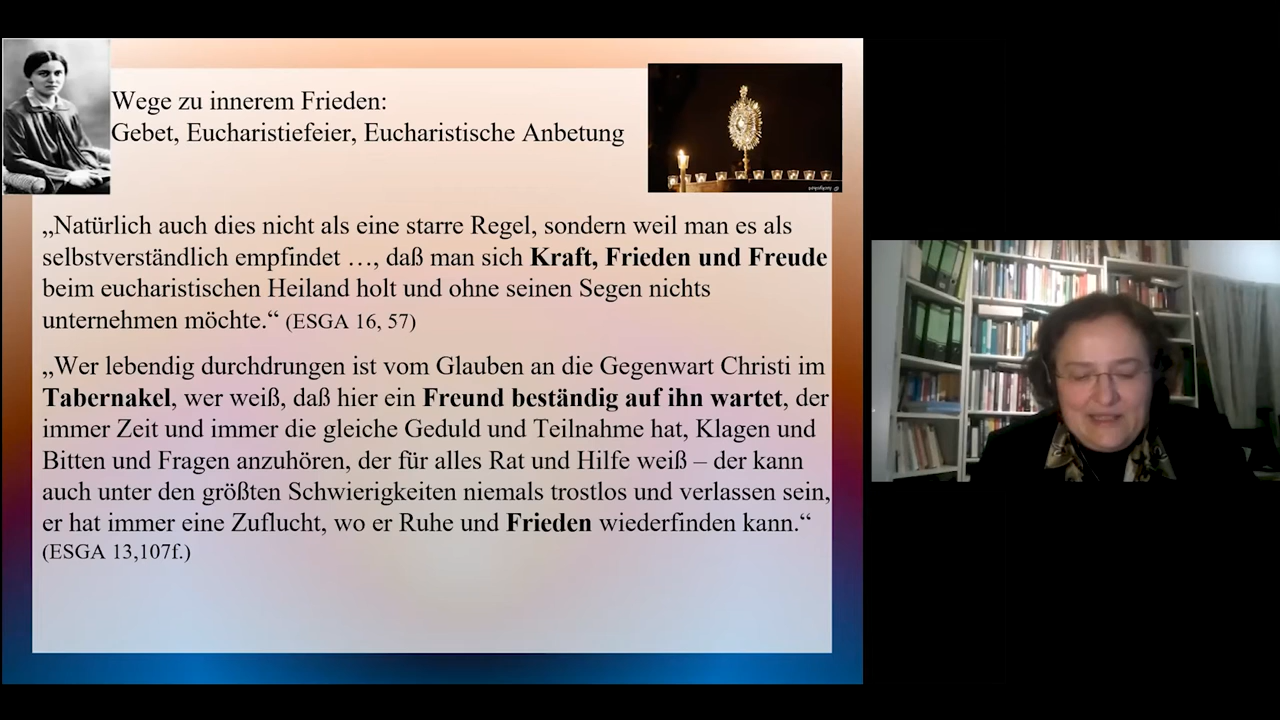 Wege zu innerem Frieden:
Gebet, Eucharistiefeier, Eucharistische Anbetung
„Natürlich auch dies nicht als eine starre Regel, sondern weil man es als
selbstverständlich empfindet …, daß man sich Kraft, Frieden und Freude
beim eucharistischen Heiland holt und ohne seinen Segen nichts
unternehmen möchte.“ (ESGA 16, 57)
„Wer lebendig durchdrungen ist vom Glauben an die Gegenwart Christi im
Tabernakel, wer weiß, daß hier ein Freund beständig auf ihn wartet, der
immer Zeit und immer die gleiche Geduld und Teilnahme hat, Klagen und
Bitten und Fragen anzuhören, der für alles Rat und Hilfe weiß – der kann
auch unter den größten Schwierigkeiten niemals trostlos und verlassen sein,
er hat immer eine Zuflucht, wo er Ruhe und Frieden wiederfinden kann.“
(ESGA 13,107f.)